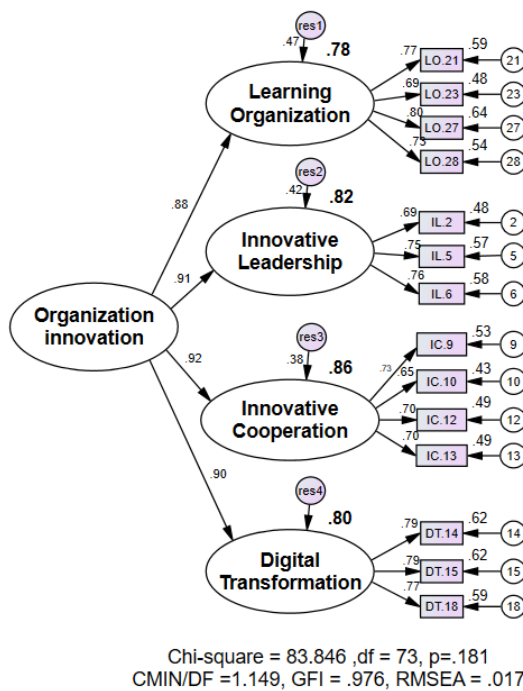 res1
.47
.78
Learning
Organization
.77
LO.21
.59
21
.69
LO.23
.48
23
.80
LO.27
.64
27
.73
LO.28
.54
28
.88
res2
.42
.82
Innovative
Leadership
.69
IL.2
.48
2
.75
IL.5
.57
5
.76
IL.6
.58
6
.91
Organization
innovation
.92
res3
.38
.86
Innovative
Cooperation
.73
IC.9
.53
9
.65
IC.10
.43
10
.70
IC.12
.49
12
.70
IC.13
.49
13
.90
res4
.80
Digital
Transformation
.79
DT.14
.62
14
.79
DT.15
.62
15
.77
DT.18
.59
18
Chi-square = 83.846 ,df = 73, p=.181
CMIN/DF =1.149, GFI = .976, RMSEA = .017